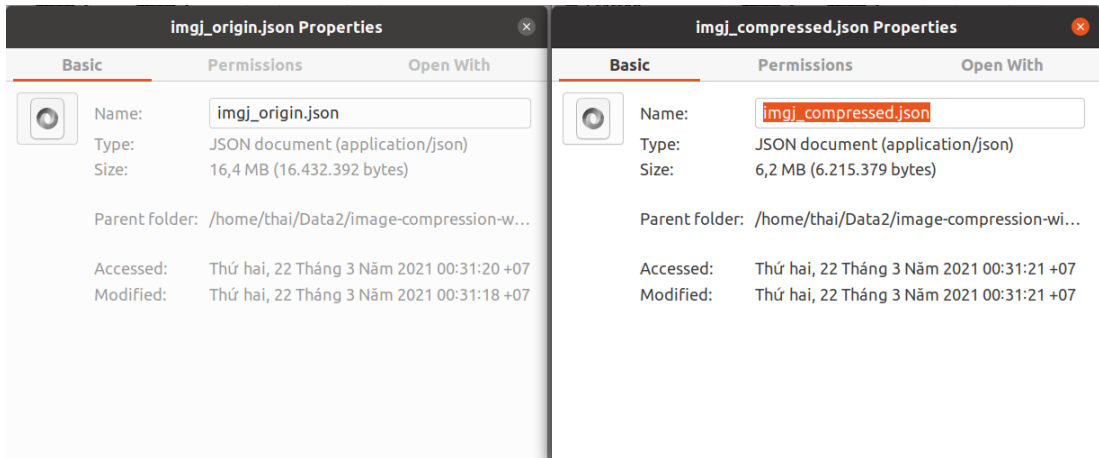 imgj_origin.json Properties
Basic Permissions Open With
Name: imgj_origin.json
Type: JSON document (application/json)
Size: 16,4 MB (16.432.392 bytes)
Parent folder: /home/thai/Data2/image-compression-w...
Accessed: Thứ hai, 22 Tháng 3 Năm 2021 00:31:20 +07
Modified: Thứ hai, 22 Tháng 3 Năm 2021 00:31:18 +07
imgj_compressed.json Properties
Basic Permissions Open With
Name: imgj_compressed.json
Type: JSON document (application/json)
Size: 6,2 MB (6.215.379 bytes)
Parent folder: /home/thai/Data2/image-compression-wi...
Accessed: Thứ hai, 22 Tháng 3 Năm 2021 00:31:21 +07
Modified: Thứ hai, 22 Tháng 3 Năm 2021 00:31:21 +07